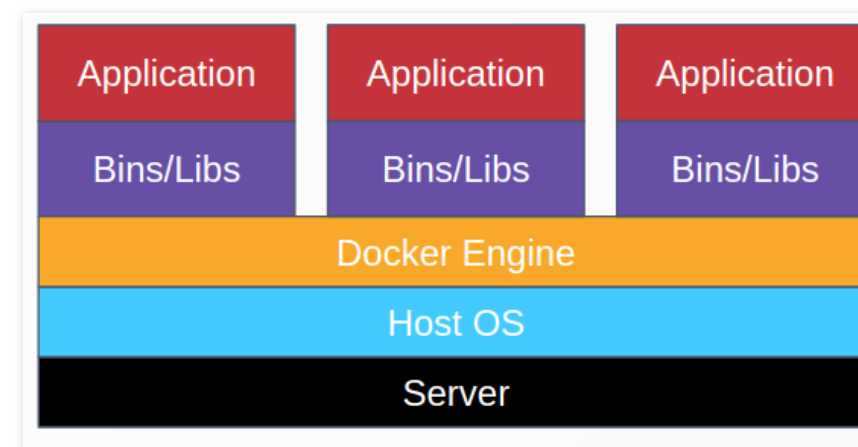 Application Application Application
Bins/Libs Bins/Libs Bins/Libs
Docker Engine
Host OS
Server